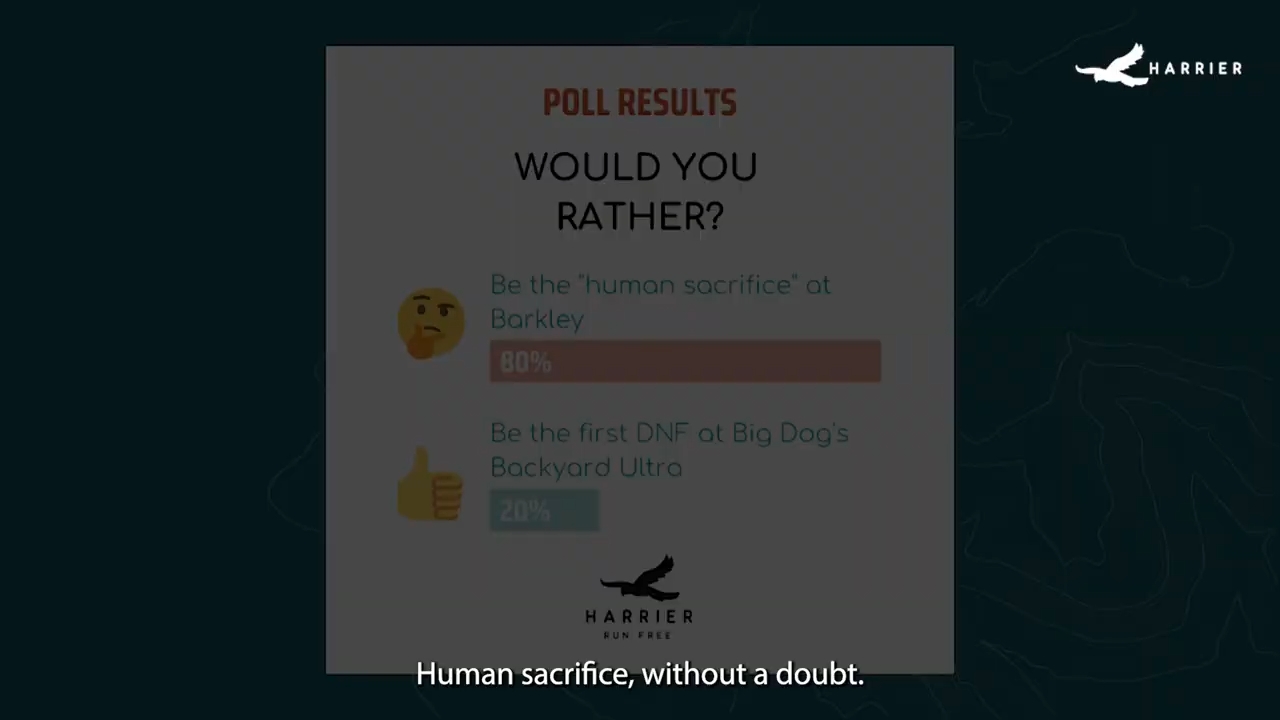 HARRIER
POLL RESULTS
WOULD YOU
RATHER?
Be the "human sacrifice" at
Barkley
80%
Be the first DNF at Big Dog's
Backyard Ultra
20%
HARRIER
RUN FREE
Human sacrifice, without a doubt.